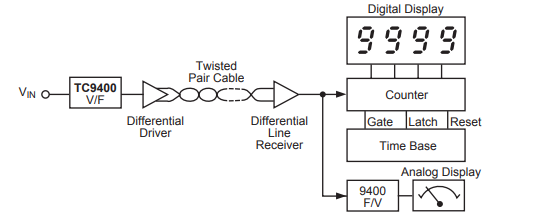 Digital Display
9999
Twisted
Pair Cable
VIN
TC9400
V/F
Counter
Differential
Driver
Differential
Line
Receiver
Gate
Latch
Reset
Time Base
Analog Display
9400
F/V